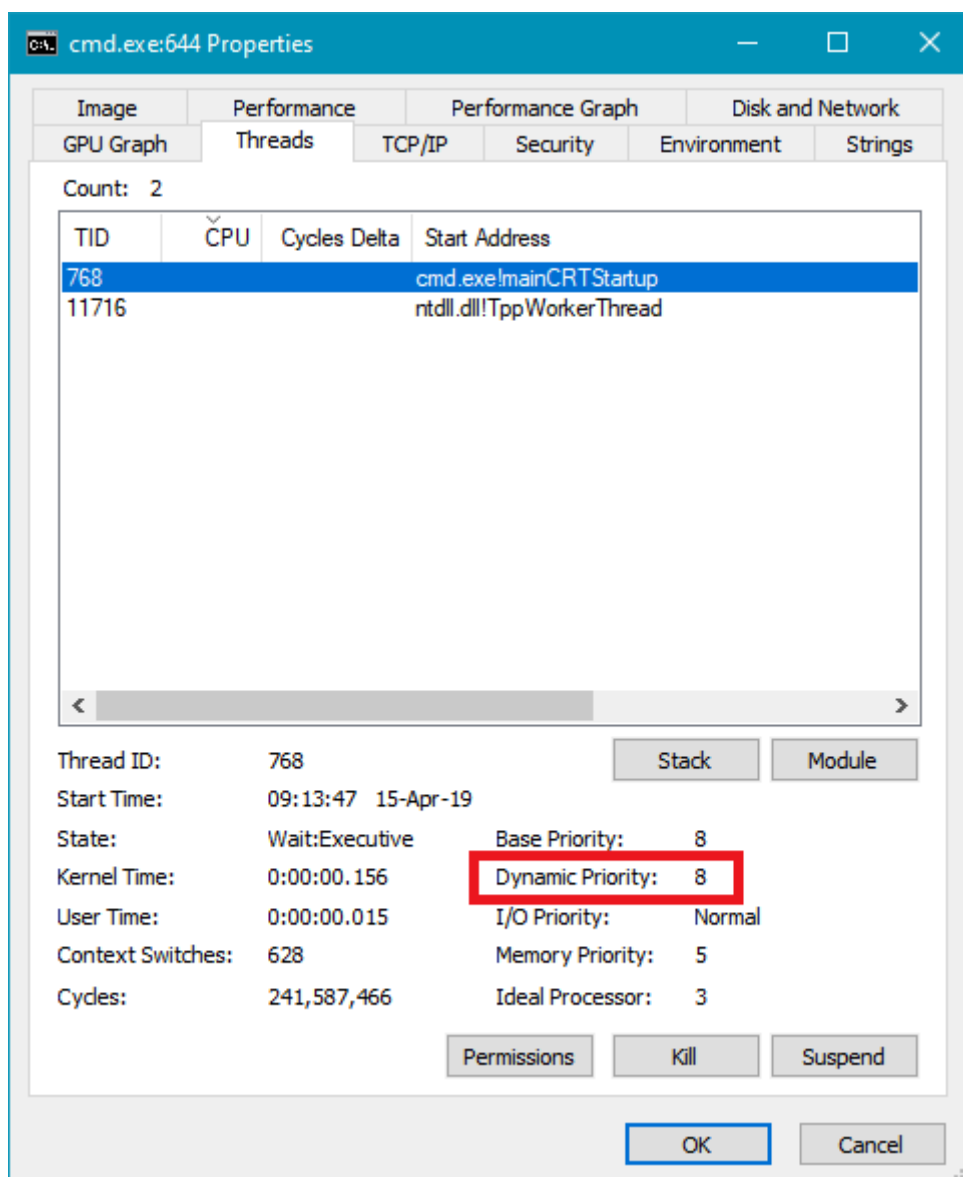 cmd.exe:644 Properties
Image Performance Performance Graph Disk and Network
GPU Graph Threads TCP/IP Security Environment Strings
Count: 2
TID CPU Cycles Delta Start Address
768 cmd.exe!mainCRTStartup
11716 ntdll.dll!TppWorkerThread
Thread ID: 768 Stack Module
Start Time: 09:13:47 15-Apr-19
State: Wait:Executive Base Priority: 8
Kernel Time: 0:00:00.156 Dynamic Priority: 8
User Time: 0:00:00.015 I/O Priority: Normal
Context Switches: 628 Memory Priority: 5
Cycles: 241,587,466 Ideal Processor: 3
Permissions Kill Suspend
OK Cancel